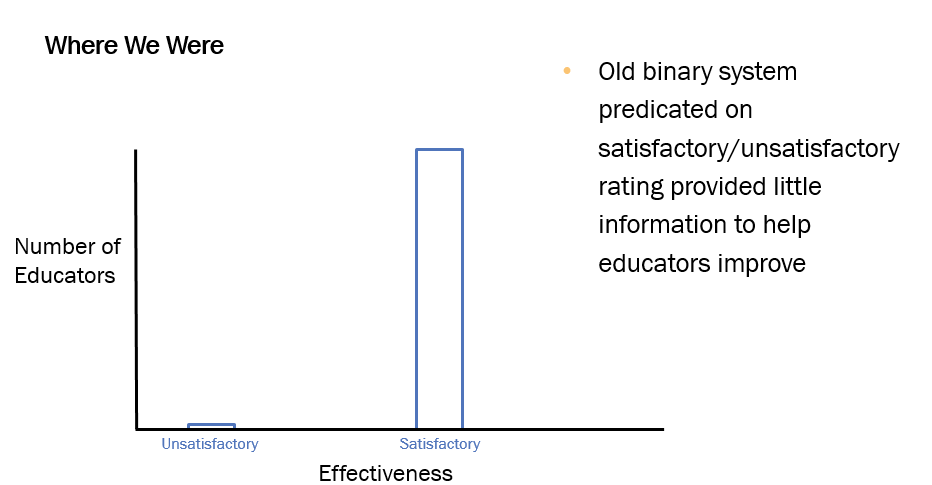 Where We Were
• Old binary system
predicated on
satisfactory/unsatisfactory
rating provided little
information to help
educators improve
Number of
Educators
Unsatisfactory
Satisfactory
Effectiveness